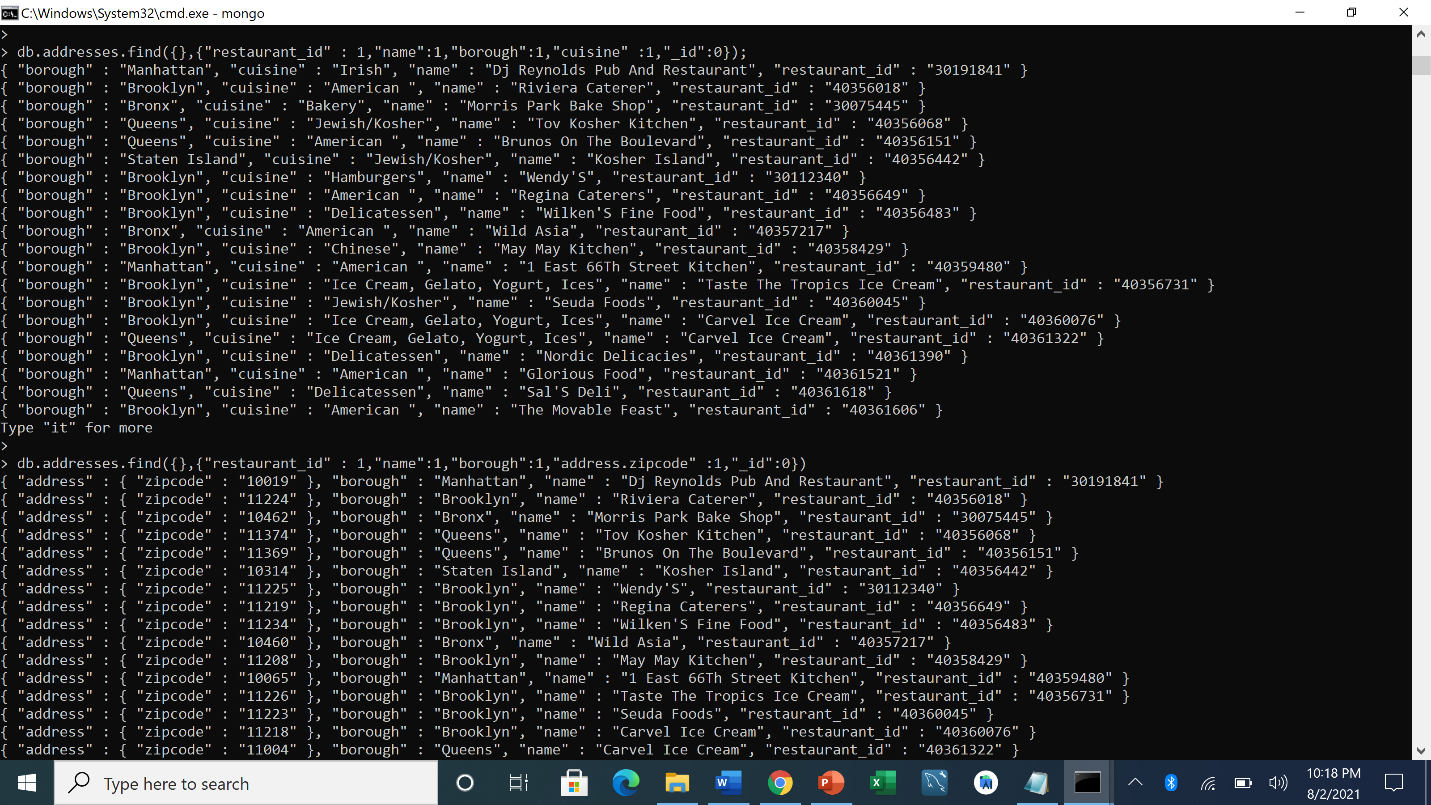 C:\Windows\System32\cmd.exe - mongo
>
> db.addresses.find({},{"restaurant_id" : 1,"name":1,"borough":1,"cuisine" :1,"_id":0});
{ "borough" : "Manhattan", "cuisine" : "Irish", "name" : "Dj Reynolds Pub And Restaurant", "restaurant_id" : "30191841" }
{ "borough" : "Brooklyn", "cuisine" : "American ", "name" : "Riviera Caterer", "restaurant_id" : "40356018" }
{ "borough" : "Bronx", "cuisine" : "Bakery", "name" : "Morris Park Bake Shop", "restaurant_id" : "30075445" }
{ "borough" : "Queens", "cuisine" : "Jewish/Kosher", "name" : "Tov Kosher Kitchen", "restaurant_id" : "40356068" }
{ "borough" : "Queens", "cuisine" : "American ", "name" : "Brunos On The Boulevard", "restaurant_id" : "40356151" }
{ "borough" : "Staten Island", "cuisine" : "Jewish/Kosher", "name" : "Kosher Island", "restaurant_id" : "40356442" }
{ "borough" : "Brooklyn", "cuisine" : "Hamburgers", "name" : "Wendy'S", "restaurant_id" : "30112340" }
{ "borough" : "Brooklyn", "cuisine" : "American ", "name" : "Regina Caterers", "restaurant_id" : "40356649" }
{ "borough" : "Brooklyn", "cuisine" : "Delicatessen", "name" : "Wilken'S Fine Food", "restaurant_id" : "40356483" }
{ "borough" : "Bronx", "cuisine" : "American ", "name" : "Wild Asia", "restaurant_id" : "40357217" }
{ "borough" : "Brooklyn", "cuisine" : "Chinese", "name" : "May May Kitchen", "restaurant_id" : "40358429" }
{ "borough" : "Manhattan", "cuisine" : "American ", "name" : "1 East 66Th Street Kitchen", "restaurant_id" : "40359480" }
{ "borough" : "Brooklyn", "cuisine" : "Ice Cream, Gelato, Yogurt, Ices", "name" : "Taste The Tropics Ice Cream", "restaurant_id" : "40356731" }
{ "borough" : "Brooklyn", "cuisine" : "Jewish/Kosher", "name" : "Seuda Foods", "restaurant_id" : "40360045" }
{ "borough" : "Brooklyn", "cuisine" : "Ice Cream, Gelato, Yogurt, Ices", "name" : "Carvel Ice Cream", "restaurant_id" : "40360076" }
{ "borough" : "Queens", "cuisine" : "Ice Cream, Gelato, Yogurt, Ices", "name" : "Carvel Ice Cream", "restaurant_id" : "40361322" }
{ "borough" : "Brooklyn", "cuisine" : "Delicatessen", "name" : "Nordic Delicacies", "restaurant_id" : "40361390" }
{ "borough" : "Manhattan", "cuisine" : "American ", "name" : "Glorious Food", "restaurant_id" : "40361521" }
{ "borough" : "Queens", "cuisine" : "Delicatessen", "name" : "Sal'S Deli", "restaurant_id" : "40361618" }
{ "borough" : "Brooklyn", "cuisine" : "American ", "name" : "The Movable Feast", "restaurant_id" : "40361606" }
Type "it" for more
>
> db.addresses.find({},{"restaurant_id" : 1,"name":1,"borough":1,"address.zipcode" :1,"_id":0})
{ "address" : { "zipcode" : "10019" }, "borough" : "Manhattan", "name" : "Dj Reynolds Pub And Restaurant", "restaurant_id" : "30191841" }
{ "address" : { "zipcode" : "11224" }, "borough" : "Brooklyn", "name" : "Riviera Caterer", "restaurant_id" : "40356018" }
{ "address" : { "zipcode" : "10462" }, "borough" : "Bronx", "name" : "Morris Park Bake Shop", "restaurant_id" : "30075445" }
{ "address" : { "zipcode" : "11374" }, "borough" : "Queens", "name" : "Tov Kosher Kitchen", "restaurant_id" : "40356068" }
{ "address" : { "zipcode" : "11369" }, "borough" : "Queens", "name" : "Brunos On The Boulevard", "restaurant_id" : "40356151" }
{ "address" : { "zipcode" : "10314" }, "borough" : "Staten Island", "name" : "Kosher Island", "restaurant_id" : "40356442" }
{ "address" : { "zipcode" : "11225" }, "borough" : "Brooklyn", "name" : "Wendy'S", "restaurant_id" : "30112340" }
{ "address" : { "zipcode" : "11219" }, "borough" : "Brooklyn", "name" : "Regina Caterers", "restaurant_id" : "40356649" }
{ "address" : { "zipcode" : "11234" }, "borough" : "Brooklyn", "name" : "Wilken'S Fine Food", "restaurant_id" : "40356483" }
{ "address" : { "zipcode" : "10460" }, "borough" : "Bronx", "name" : "Wild Asia", "restaurant_id" : "40357217" }
{ "address" : { "zipcode" : "11208" }, "borough" : "Brooklyn", "name" : "May May Kitchen", "restaurant_id" : "40358429" }
{ "address" : { "zipcode" : "10065" }, "borough" : "Manhattan", "name" : "1 East 66Th Street Kitchen", "restaurant_id" : "40359480" }
{ "address" : { "zipcode" : "11226" }, "borough" : "Brooklyn", "name" : "Taste The Tropics Ice Cream", "restaurant_id" : "40356731" }
{ "address" : { "zipcode" : "11223" }, "borough" : "Brooklyn", "name" : "Seuda Foods", "restaurant_id" : "40360045" }
{ "address" : { "zipcode" : "11218" }, "borough" : "Brooklyn", "name" : "Carvel Ice Cream", "restaurant_id" : "40360076" }
{ "address" : { "zipcode" : "11004" }, "borough" : "Queens", "name" : "Carvel Ice Cream", "restaurant_id" : "40361322" }
Type here to search
10:18 PM
8/2/2021